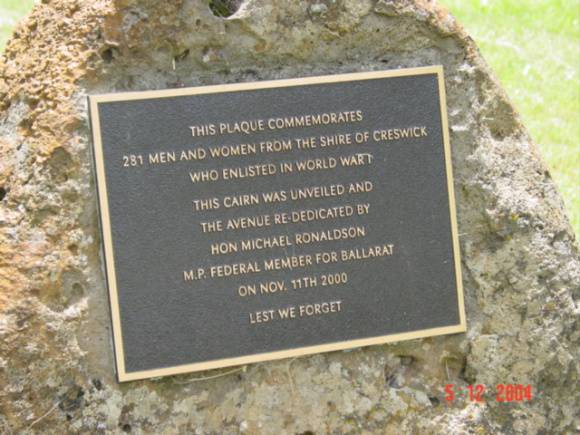 THIS PLAQUE COMMEMORATES
281 MEN AND WOMEN FROM THE SHIRE OF CRESWICK
WHO ENLISTED IN WORLD WAR 1
THIS CAIRN WAS UNVEILED AND
THE AVENUE RE-DEDICATED BY
HON MICHAEL RONALDSON
M.P. FEDERAL MEMBER FOR BALLARAT
ON NOV. 11TH 2000
LEST WE FORGET
5 12 2004